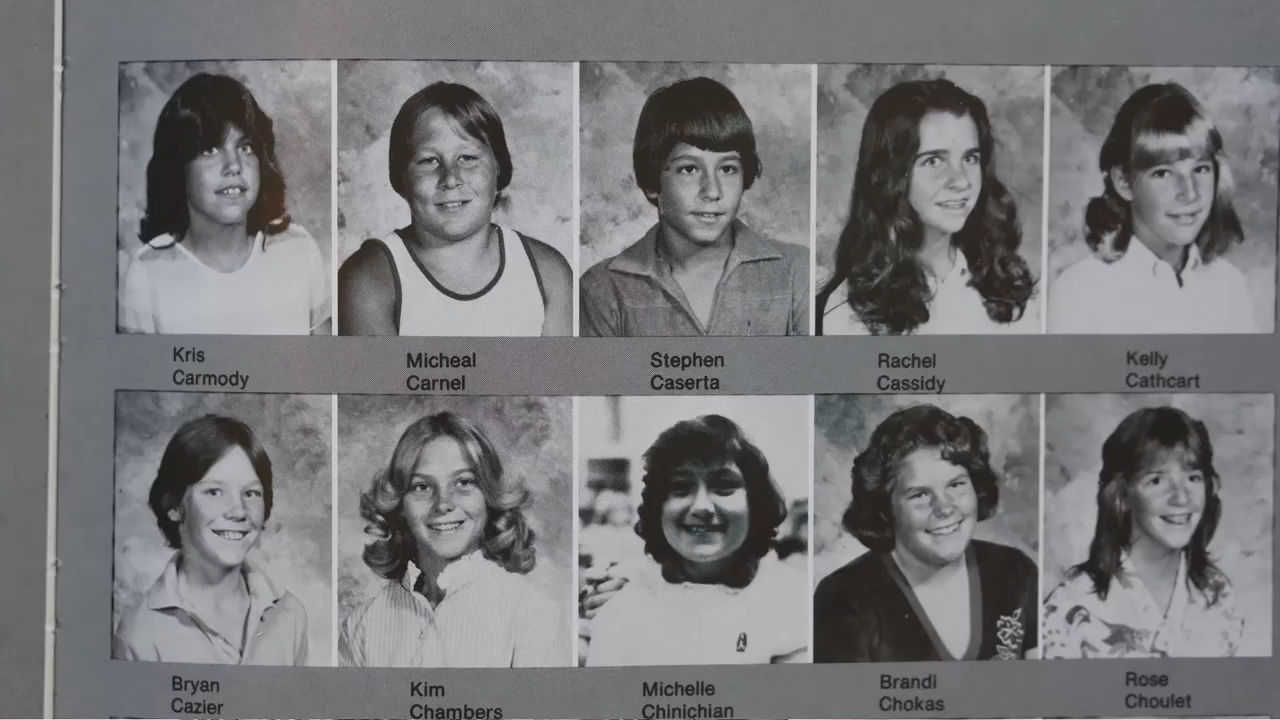 Kris
Carmody
Micheal
Carnel
Stephen
Caserta
Rachel
Cassidy
Kelly
Cathcart
Bryan
Cazier
Kim
Chambers
Michelle
Chinichian
Brandi
Chokas
Rose
Choulet